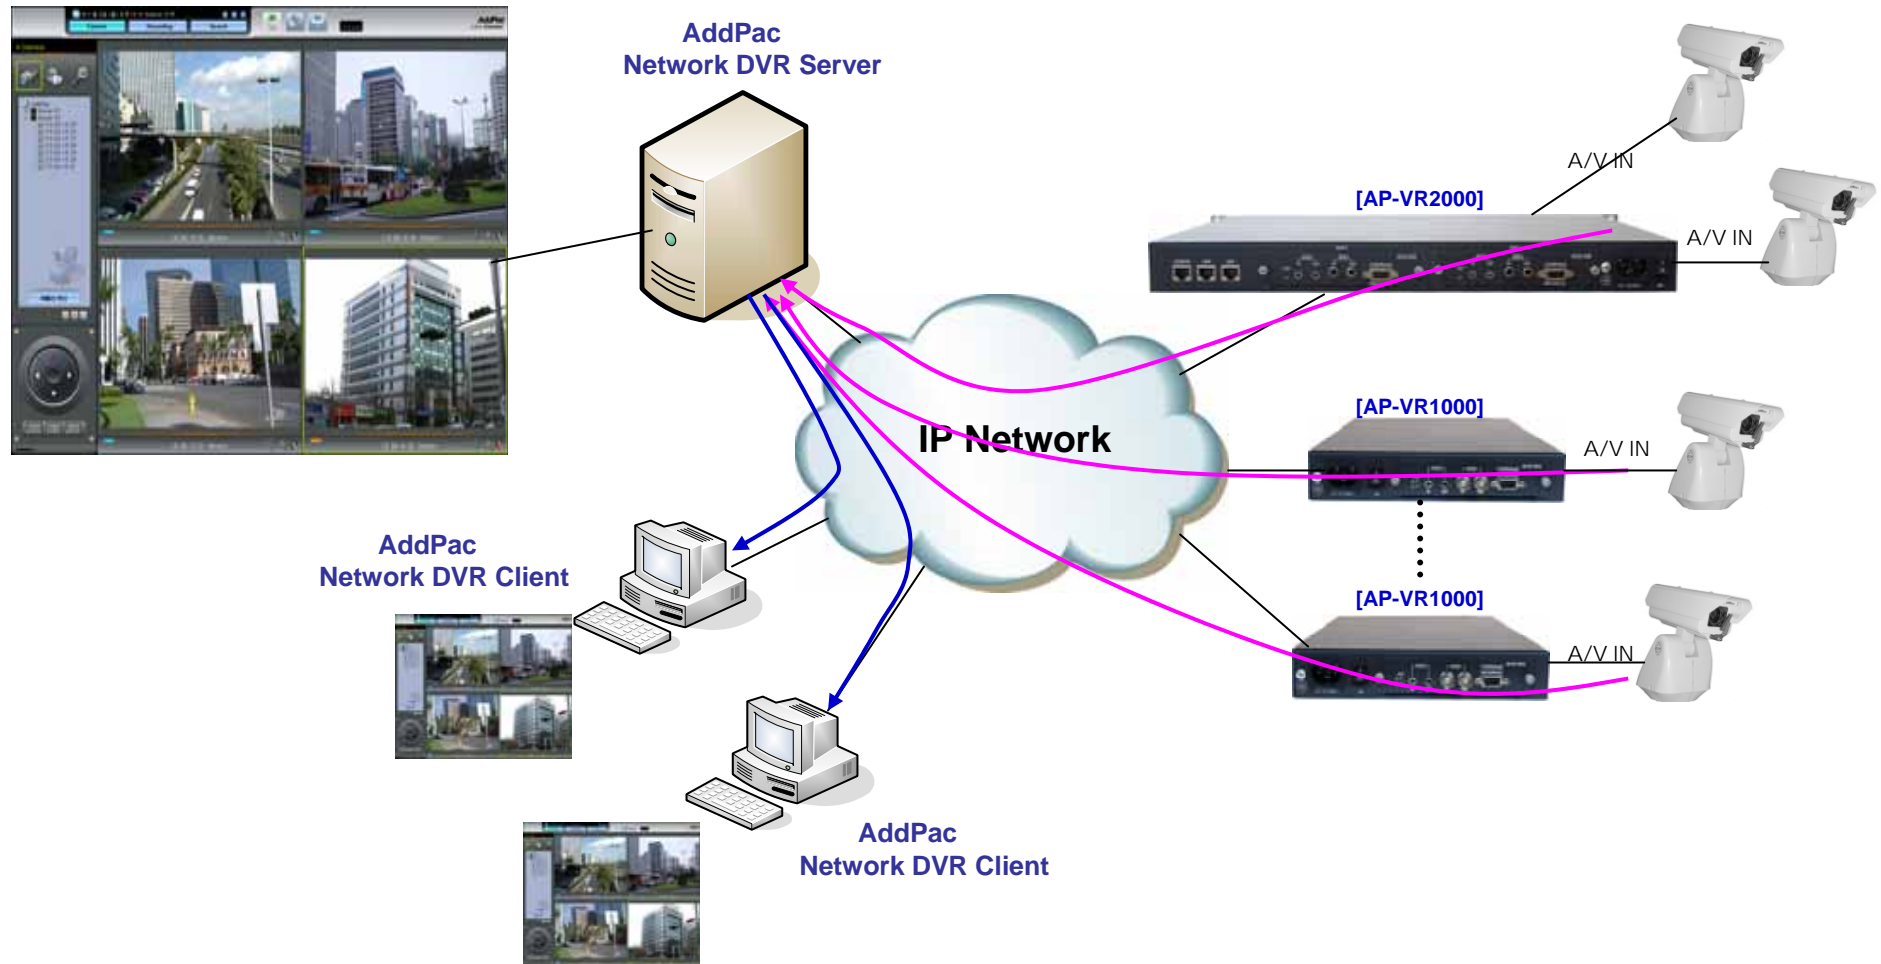 AddPac
Network DVR Server
A/V IN
[AP-VR2000]
A/V IN
[AP-VR1000]
IP Network
A/V IN
AddPac
Network DVR Client
[AP-VR1000]
A/V IN
AddPac
Network DVR Client